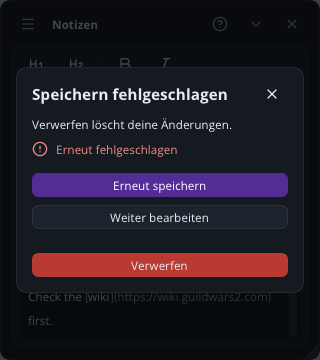 Notizen
H₁ H₂ B I
Speichern fehlgeschlagen
Verwerfen löscht deine Änderungen.
Erneut fehlgeschlagen
Erneut speichern
Weiter bearbeiten
Verwerfen
Check the [wiki](https://wiki.guildwars2.com)
first.